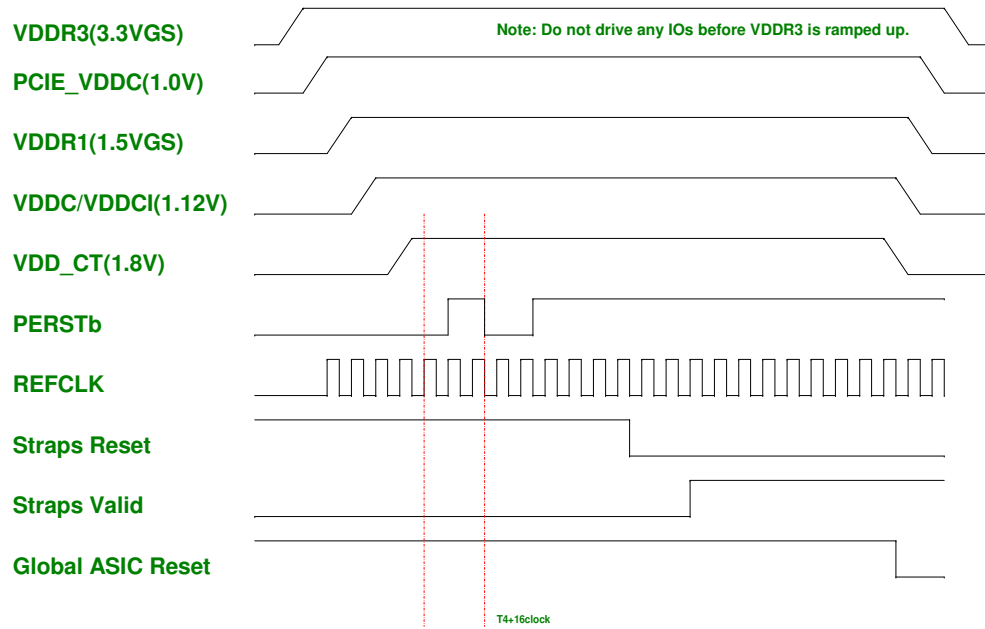 VDDR3(3.3VGS)
Note: Do not drive any IOs before VDDR3 is ramped up.
PCIE_VDDC(1.0V)
VDDR1(1.5VGS)
VDDC/VDDCI(1.12V)
VDD_CT(1.8V)
PERSTb
REFCLK
Straps Reset
Straps Valid
Global ASIC Reset
T4+16clock